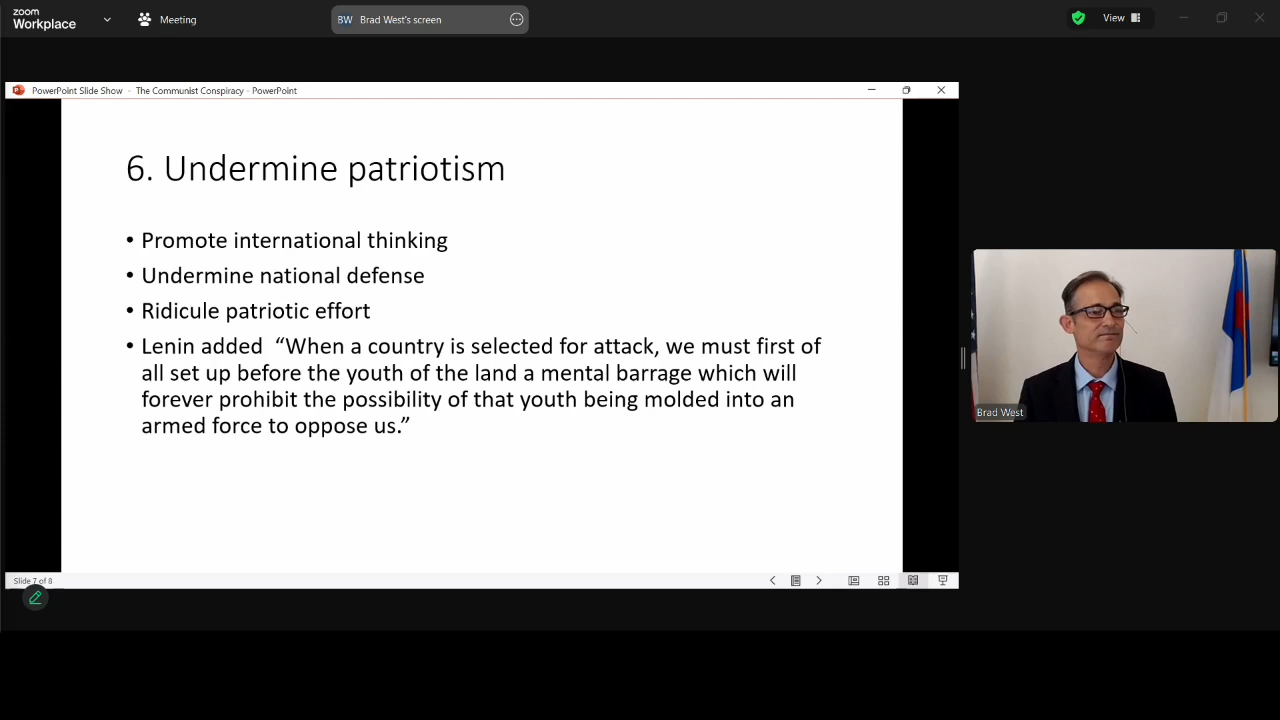 zoom
Workplace
Meeting
BW Brad West's screen
View
PowerPoint Slide Show - The Communist Conspiracy - PowerPoint
6. Undermine patriotism
• Promote international thinking
• Undermine national defense
• Ridicule patriotic effort
• Lenin added “When a country is selected for attack, we must first of
all set up before the youth of the land a mental barrage which will
forever prohibit the possibility of that youth being molded into an
armed force to oppose us.”
Brad West
Slide 7 of 8